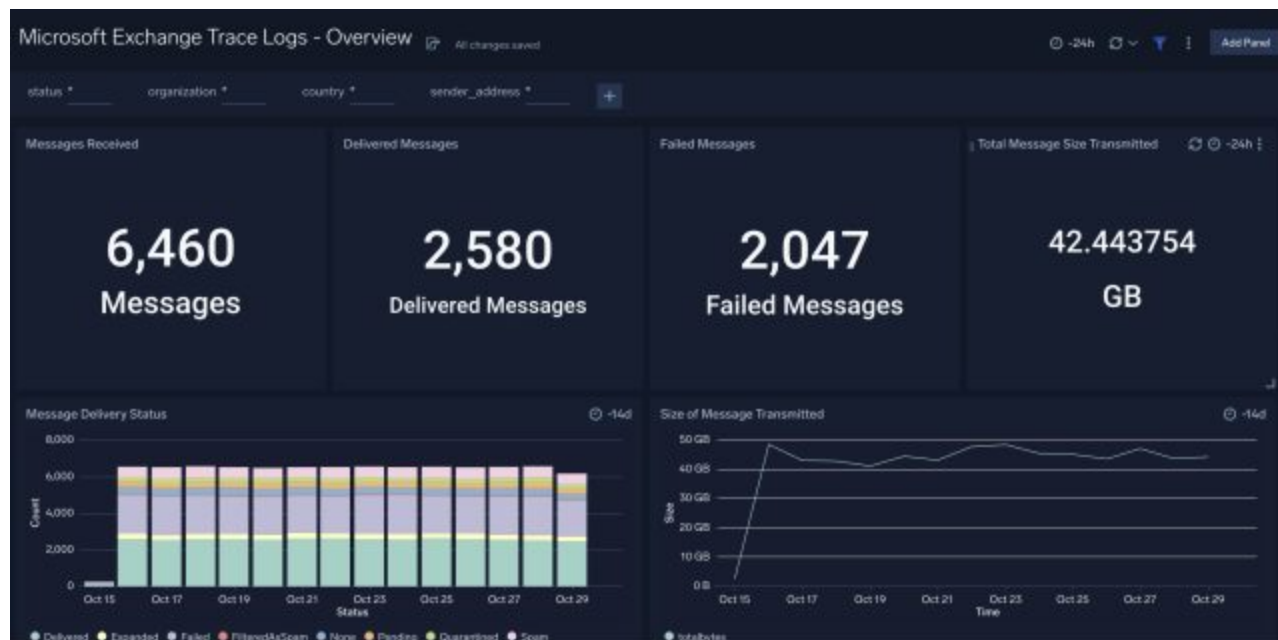 Microsoft Exchange Trace Logs - Overview All changes saved -24h Add Panel
status * organization * country * sender_address * +
Messages Received
6,460
Messages
Delivered Messages
2,580
Delivered Messages
Failed Messages
2,047
Failed Messages
Total Message Size Transmitted -24h
42.443754
GB
Message Delivery Status -14d
8,000
6,000
4,000
2,000
0
Count
Oct 15 Oct 17 Oct 19 Oct 21 Oct 23 Oct 25 Oct 27 Oct 29
Status
Delivered Expanded Failed FilteredAsSpam None Pending Quarantined Spam
Size of Message Transmitted -14d
50 GB
40 GB
30 GB
20 GB
10 GB
0 B
Size
Oct 15 Oct 17 Oct 19 Oct 21 Oct 23 Oct 25 Oct 27 Oct 29
Time
totalbytes